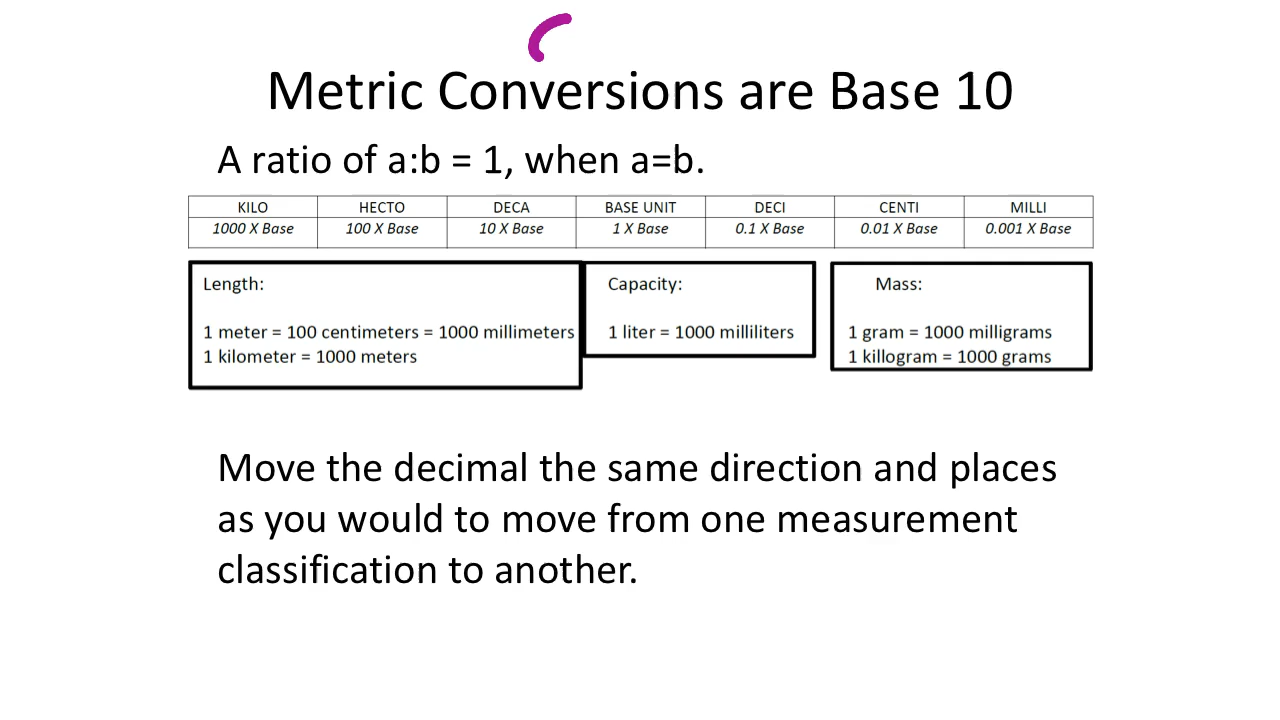 Metric Conversions are Base 10
A ratio of a:b = 1, when a=b.
KILO HECTO DECA BASE UNIT DECI CENTI MILLI
1000 X Base 100 X Base 10 X Base 1 X Base 0.1 X Base 0.01 X Base 0.001 X Base
Length:
1 meter = 100 centimeters = 1000 millimeters
1 kilometer = 1000 meters
Capacity:
1 liter = 1000 milliliters
Mass:
1 gram = 1000 milligrams
1 killogram = 1000 grams
Move the decimal the same direction and places
as you would to move from one measurement
classification to another.